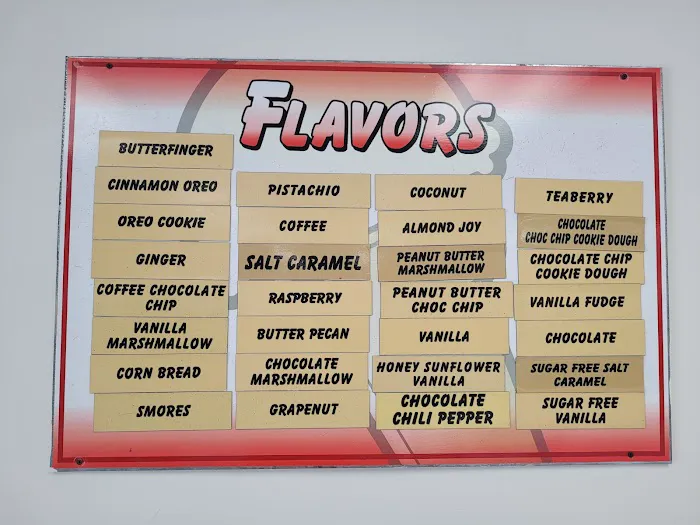 FLAVORS
BUTTERFINGER
CINNAMON OREO
OREO COOKIE
GINGER
COFFEE CHOCOLATE
CHIP
VANILLA
MARSHMALLOW
CORN BREAD
SMORES
PISTACHIO
COFFEE
SALT CARAMEL
RASPBERRY
BUTTER PECAN
CHOCOLATE
MARSHMALLOW
GRAPENUT
COCONUT
ALMOND JOY
PEANUT BUTTER
MARSHMALLOW
PEANUT BUTTER
CHOC CHIP
VANILLA
HONEY SUNFLOWER
VANILLA
CHOCOLATE
CHILI PEPPER
TEABERRY
CHOCOLATE
CHOC CHIP COOKIE DOUGH
CHOCOLATE CHIP
COOKIE DOUGH
VANILLA FUDGE
CHOCOLATE
SUGAR FREE SALT
CARAMEL
SUGAR FREE
VANILLA